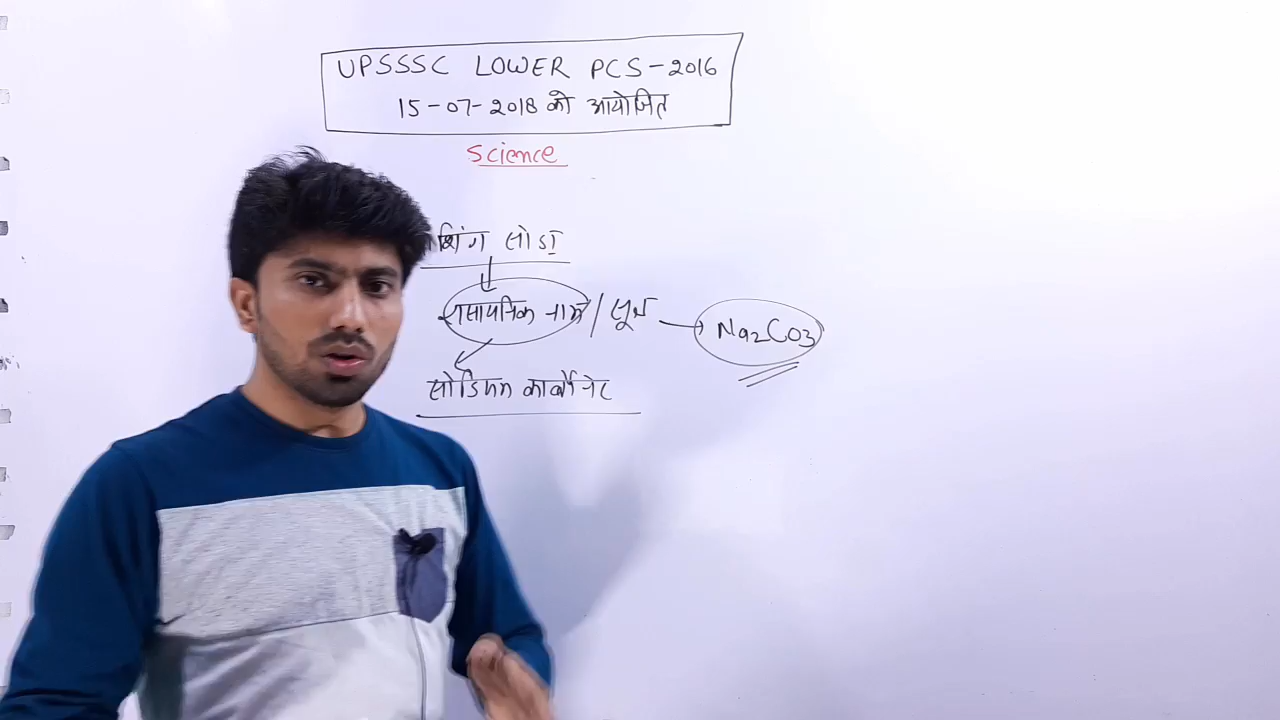 UPSSSC LOWER PCS-2016
15-07-2018 को आयोजित
Science
शिंग सोडा
रासायनिक नाम / सूत्र → Na₂CO₃
सोडियम कार्बोनेट